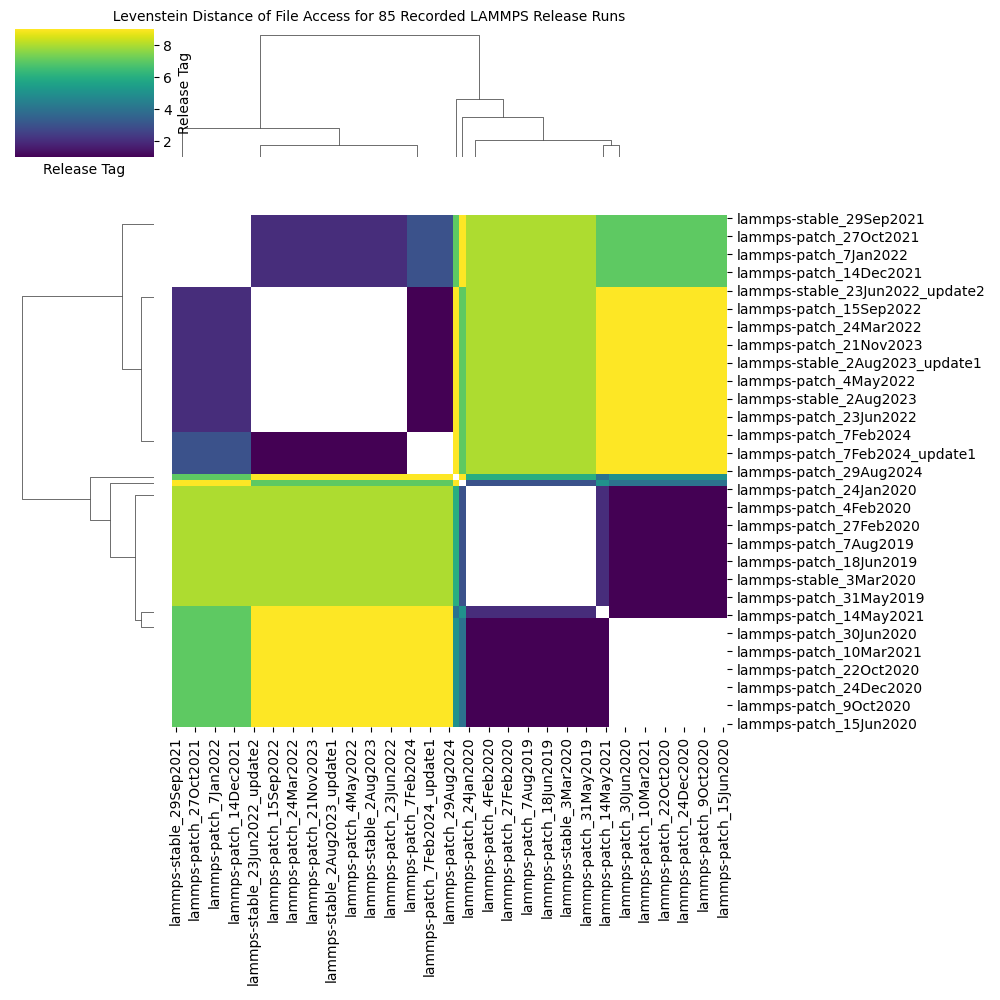 Levenstein Distance of File Access for 85 Recorded LAMMPS Release Runs
8
6
4
2
Release Tag
Release Tag
lammps-stable_29Sep2021
lammps-patch_27Oct2021
lammps-patch_7Jan2022
lammps-patch_14Dec2021
lammps-stable_23Jun2022_update2
lammps-patch_15Sep2022
lammps-patch_24Mar2022
lammps-patch_21Nov2023
lammps-stable_2Aug2023_update1
lammps-patch_4May2022
lammps-stable_2Aug2023
lammps-patch_23Jun2022
lammps-patch_7Feb2024
lammps-patch_7Feb2024_update1
lammps-patch_29Aug2024
lammps-patch_24Jan2020
lammps-patch_4Feb2020
lammps-patch_27Feb2020
lammps-patch_7Aug2019
lammps-patch_18Jun2019
lammps-stable_3Mar2020
lammps-patch_31May2019
lammps-patch_14May2021
lammps-patch_30Jun2020
lammps-patch_10Mar2021
lammps-patch_22Oct2020
lammps-patch_24Dec2020
lammps-patch_9Oct2020
lammps-patch_15Jun2020
lammps-stable_29Sep2021
lammps-patch_27Oct2021
lammps-patch_7Jan2022
lammps-patch_14Dec2021
lammps-stable_23Jun2022_update2
lammps-patch_15Sep2022
lammps-patch_24Mar2022
lammps-patch_21Nov2023
lammps-stable_2Aug2023_update1
lammps-patch_4May2022
lammps-stable_2Aug2023
lammps-patch_23Jun2022
lammps-patch_7Feb2024
lammps-patch_7Feb2024_update1
lammps-patch_29Aug2024
lammps-patch_24Jan2020
lammps-patch_4Feb2020
lammps-patch_27Feb2020
lammps-patch_7Aug2019
lammps-patch_18Jun2019
lammps-stable_3Mar2020
lammps-patch_31May2019
lammps-patch_14May2021
lammps-patch_30Jun2020
lammps-patch_10Mar2021
lammps-patch_22Oct2020
lammps-patch_24Dec2020
lammps-patch_9Oct2020
lammps-patch_15Jun2020